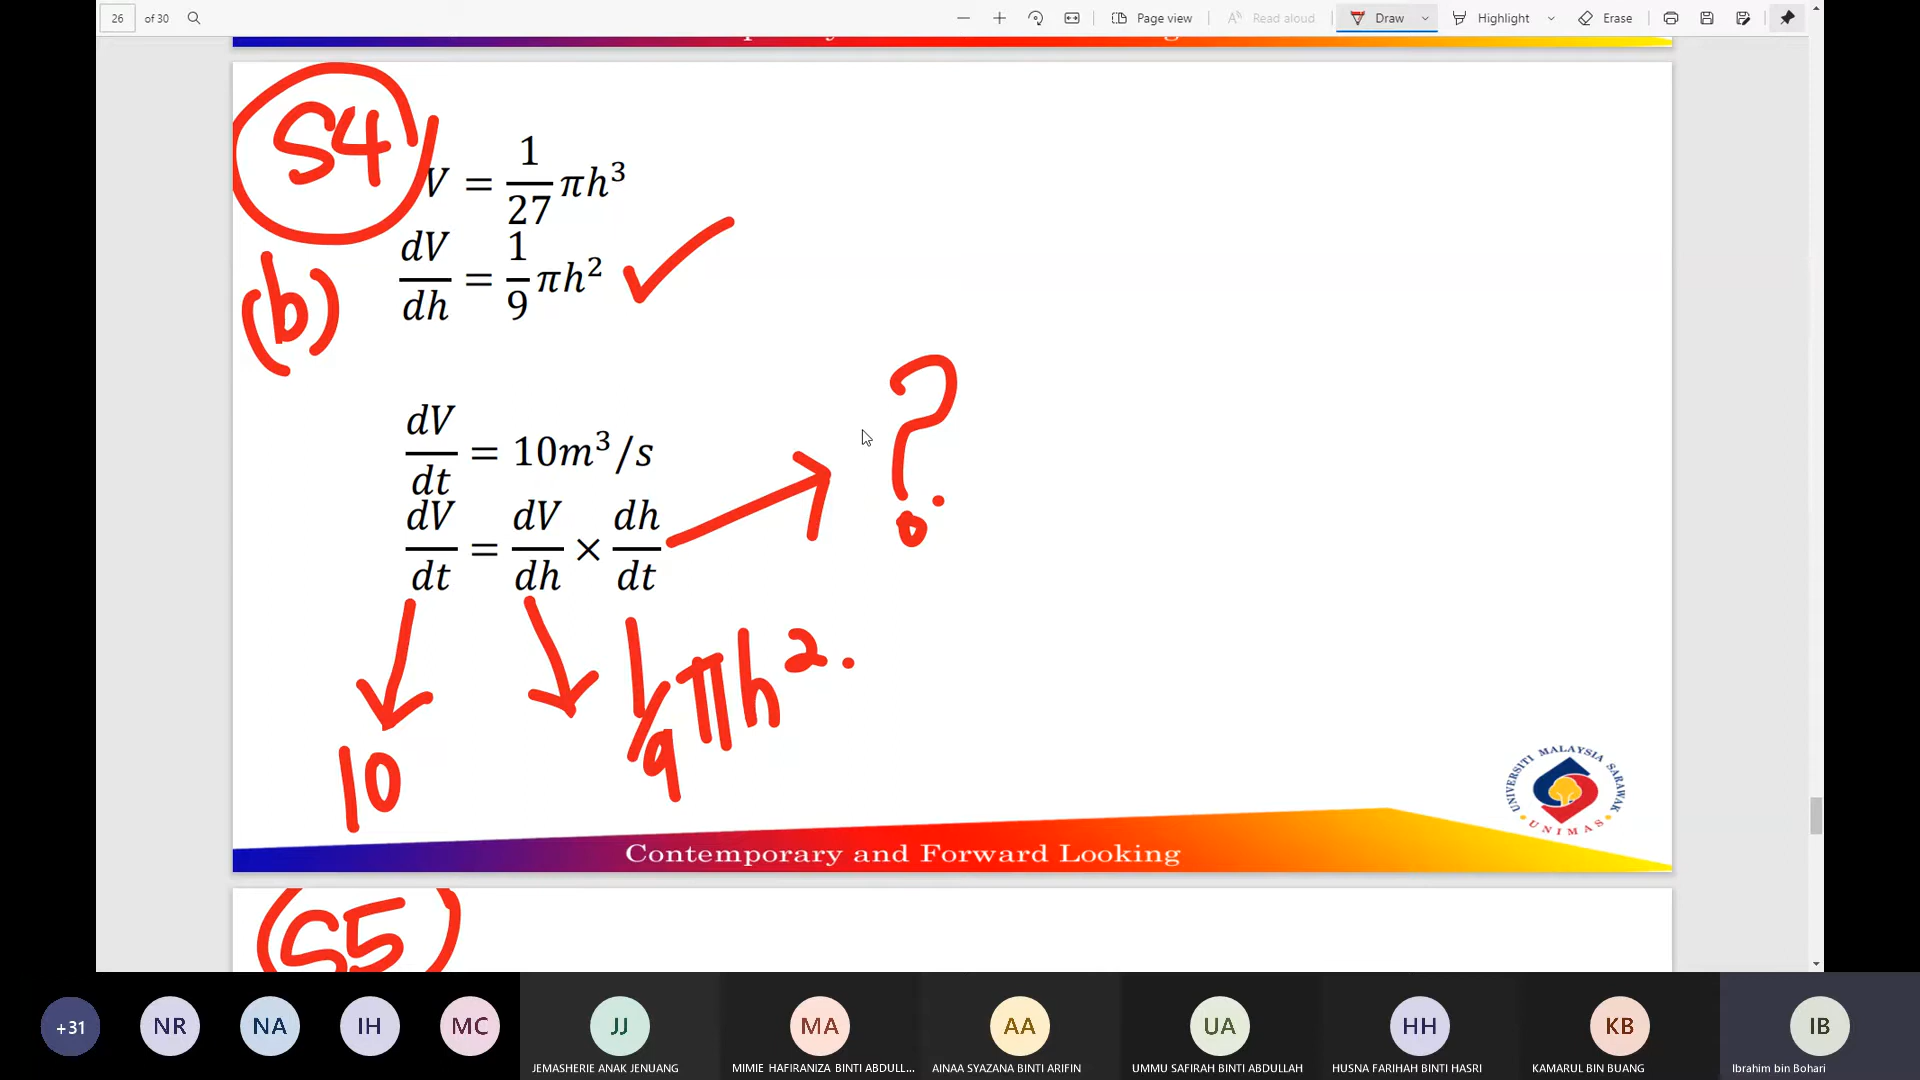 26 of 30 Page view Read aloud Draw Highlight Erase
S4
V = 1/27 πh³
(b)
dV/dh = 1/9 πh²
dV/dt = 10m³/s
?
dV/dt = dV/dh × dh/dt
10
1/9 πh².
UNIVERSITI MALAYSIA SARAWAK
UNIMAS
Contemporary and Forward Looking
S5
+31 NR NA IH MC JJ MA AA UA HH KB IB
JEMASHERIE ANAK JENUANG MIMIE HAFIRANIZA BINTI ABDULL... AINAA SYAZANA BINTI ARIFIN UMMU SAFIRAH BINTI ABDULLAH HUSNA FARIHAH BINTI HASRI KAMARUL BIN BUANG Ibrahim bin Bohari